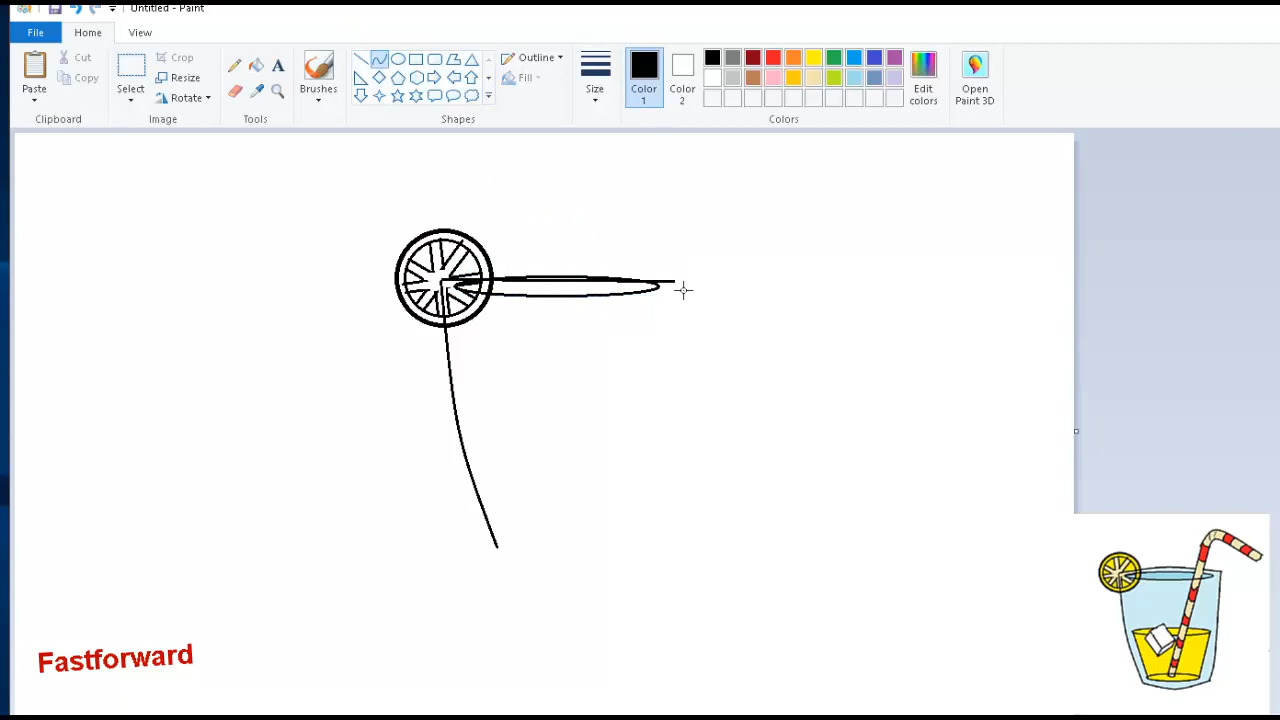 Untitled - Paint
File Home View
Paste Cut Copy Select Crop Resize Rotate Brushes Outline Fill Size Color 1 Color 2 Edit colors Open Paint 3D
Clipboard Image Tools Shapes Colors
Fastforward